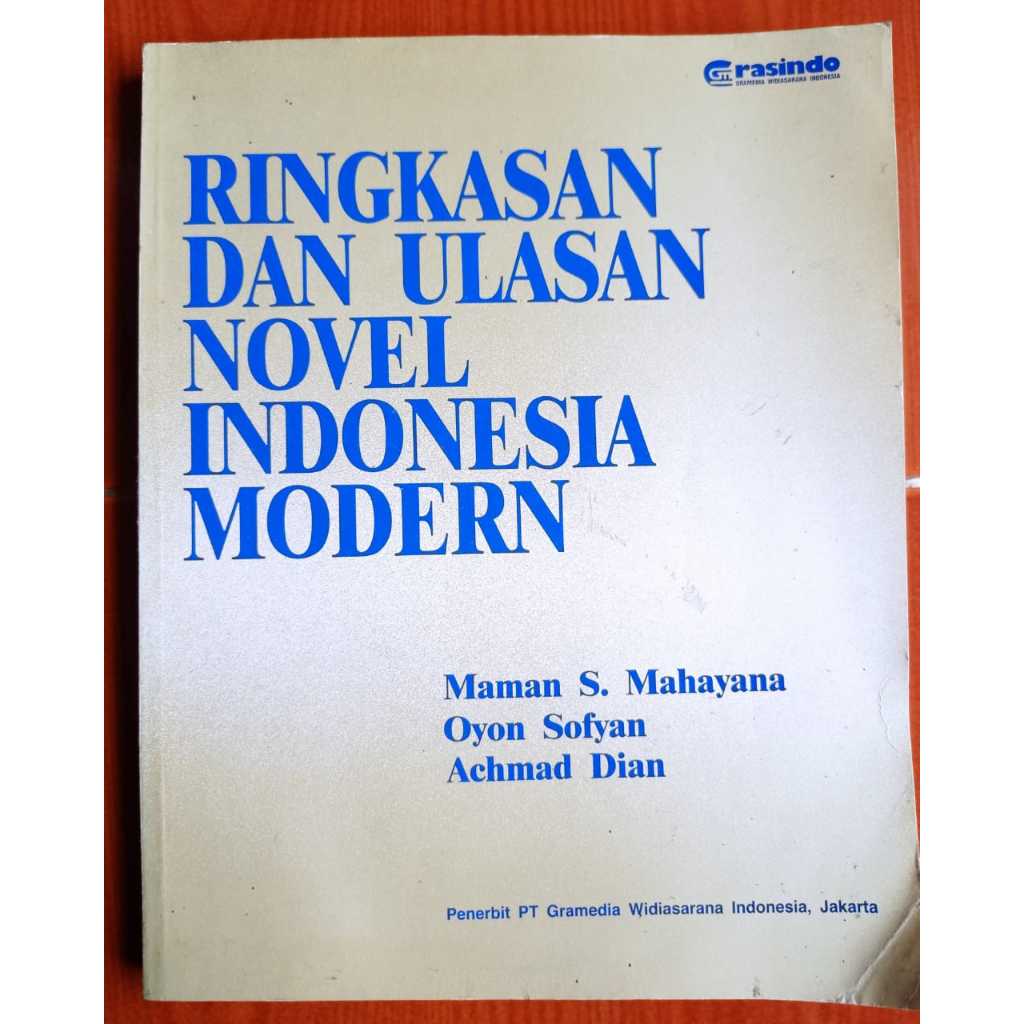 Grasindo
GRAMEDIA WIDIASARANA INDONESIA
RINGKASAN
DAN ULASAN
NOVEL
INDONESIA
MODERN
Maman S. Mahayana
Oyon Sofyan
Achmad Dian
Penerbit PT Gramedia Widiasarana Indonesia, Jakarta